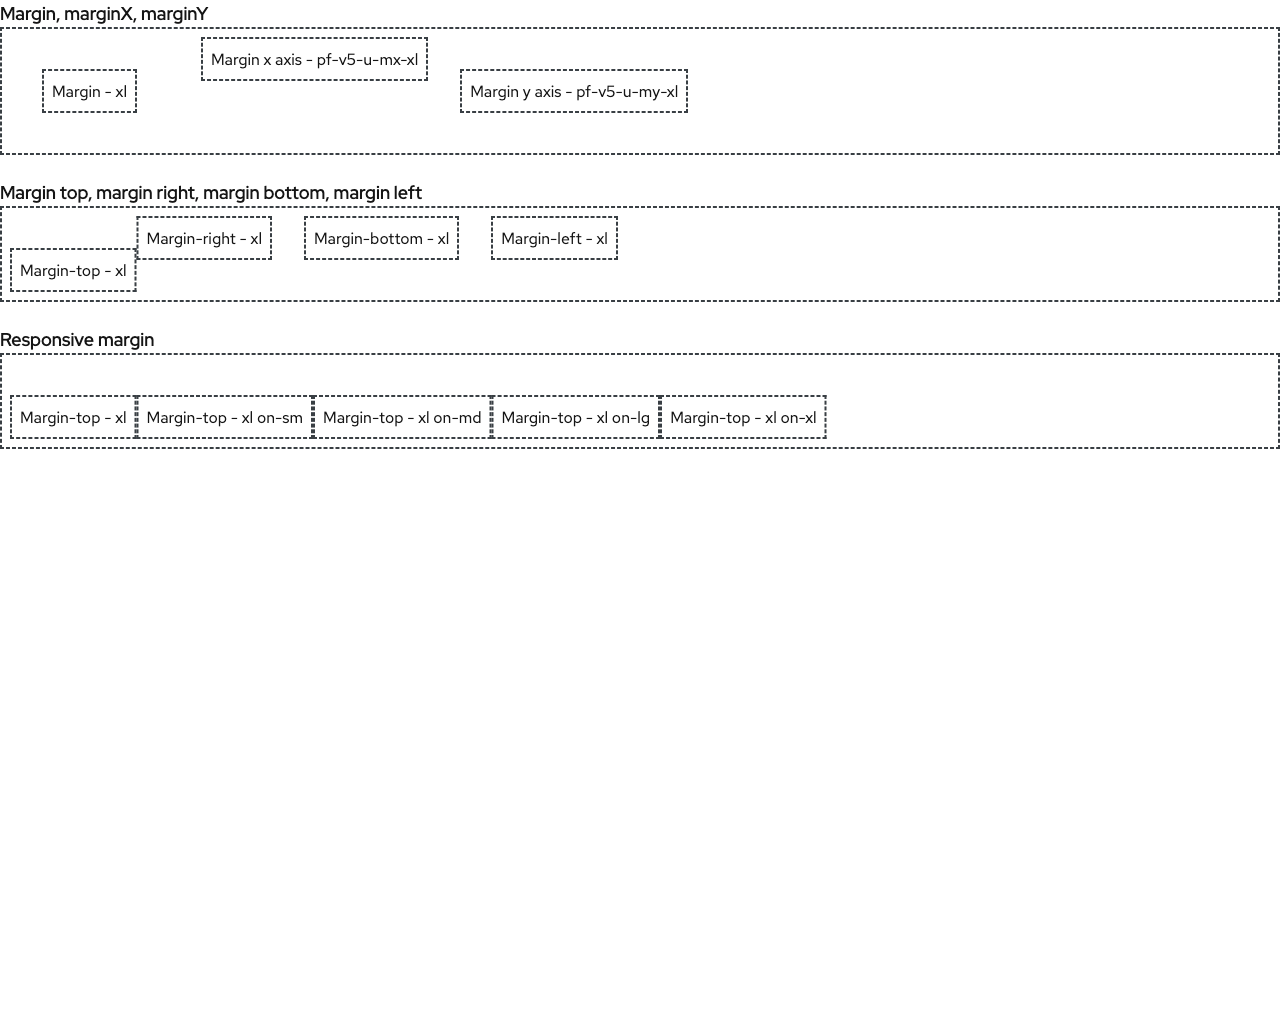 Margin, marginX, marginY
Margin - xl
Margin x axis - pf-v5-u-mx-xl
Margin y axis - pf-v5-u-my-xl
Margin top, margin right, margin bottom, margin left
Margin-top - xl
Margin-right - xl
Margin-bottom - xl
Margin-left - xl
Responsive margin
Margin-top - xl
Margin-top - xl on-sm
Margin-top - xl on-md
Margin-top - xl on-lg
Margin-top - xl on-xl